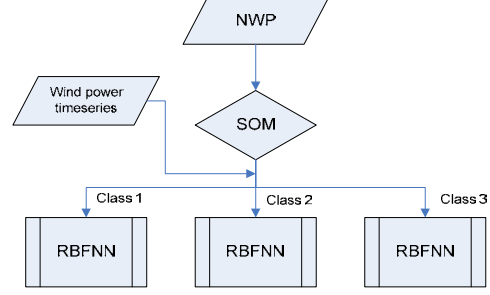 NWP
Wind power
timeseries
SOM
Class 1
Class 2
Class 3
RBFNN
RBFNN
RBFNN